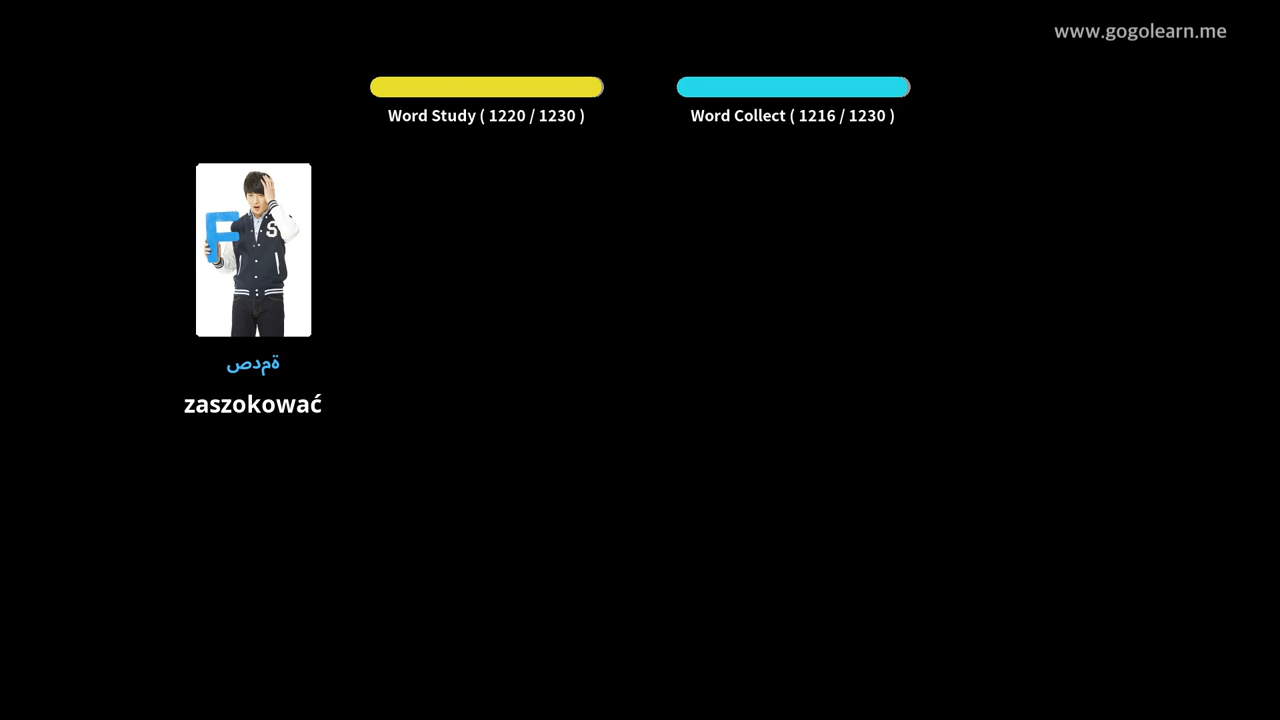 www.gogolearn.me
Word Study ( 1220 / 1230 )
Word Collect ( 1216 / 1230 )
F
S
صدمة
zaszokować